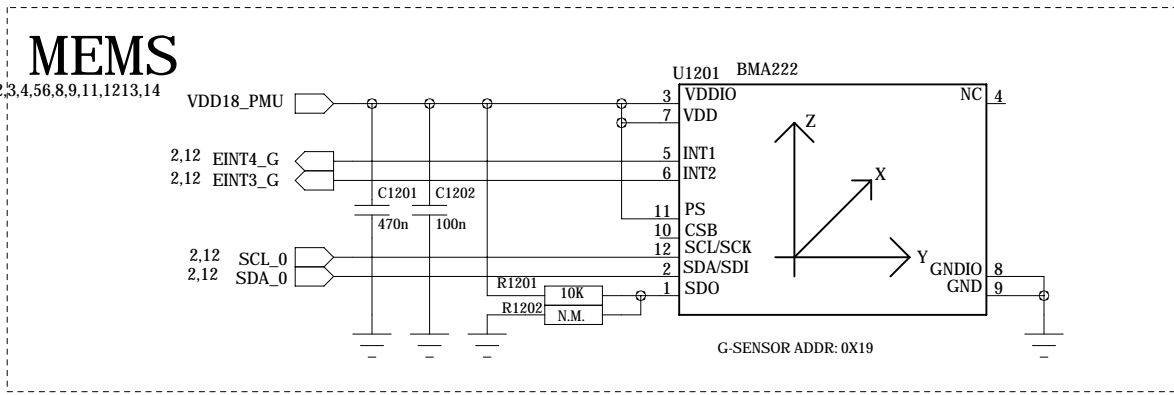 MEMS
2,3,4,56,8,9,11,1213,14
VDD18_PMU
2,12 EINT4_G
2,12 EINT3_G
C1201 C1202
470n 100n
2,12 SCL_0
2,12 SDA_0
R1201 10K
R1202 N.M.
U1201 BMA222
3 VDDIO NC 4
7 VDD
Z
5 INT1
6 INT2
X
11 PS
10 CSB
12 SCL/SCK
Y
2 SDA/SDI GNDIO 8
1 SDO GND 9
G-SENSOR ADDR: 0X19